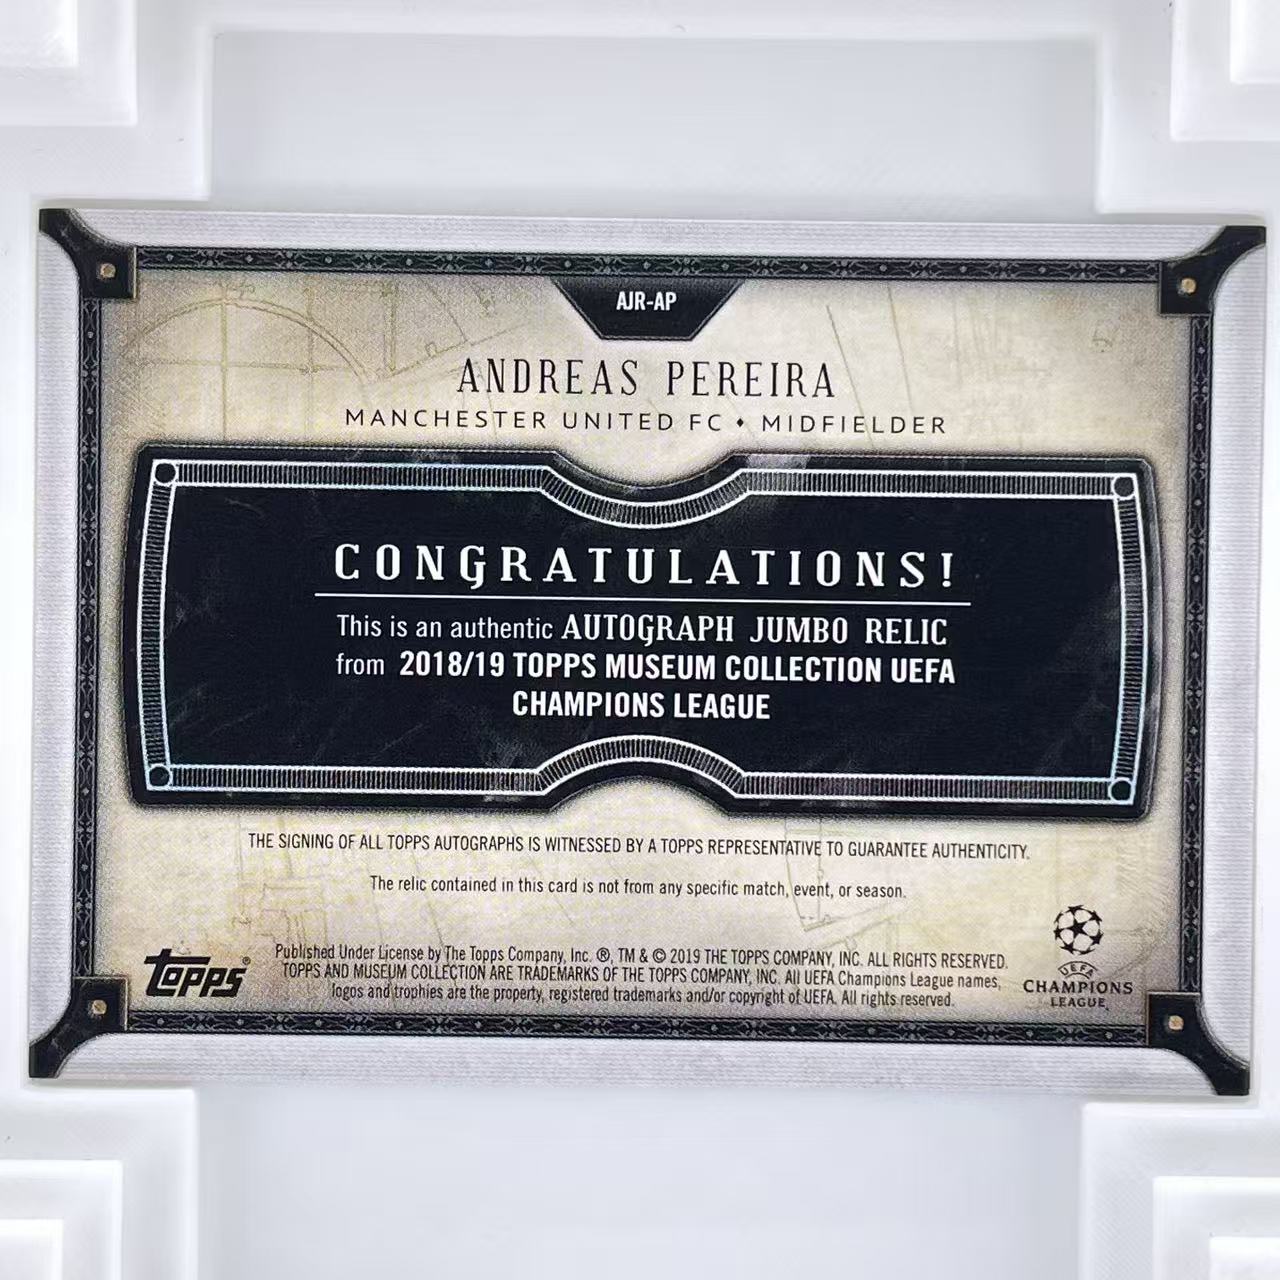 AJR-AP
ANDREAS PEREIRA
MANCHESTER UNITED FC • MIDFIELDER
CONGRATULATIONS!
This is an authentic AUTOGRAPH JUMBO RELIC
from 2018/19 TOPPS MUSEUM COLLECTION UEFA
CHAMPIONS LEAGUE
THE SIGNING OF ALL TOPPS AUTOGRAPHS IS WITNESSED BY A TOPPS REPRESENTATIVE TO GUARANTEE AUTHENTICITY.
The relic contained in this card is not from any specific match, event, or season.
topps®
Published Under License by The Topps Company, Inc. ®, TM & © 2019 THE TOPPS COMPANY, INC. ALL RIGHTS RESERVED.
TOPPS AND MUSEUM COLLECTION ARE TRADEMARKS OF THE TOPPS COMPANY, INC. All UEFA Champions League names,
logos and trophies are the property, registered trademarks and/or copyright of UEFA. All rights reserved.
UEFA
CHAMPIONS
LEAGUE